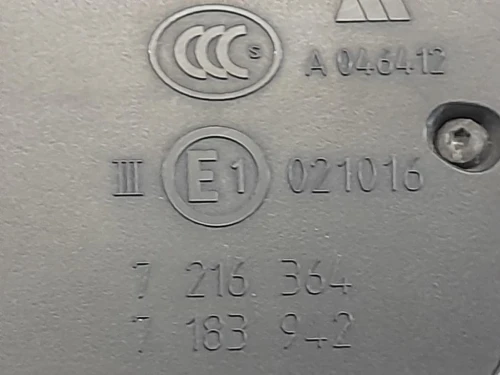 CCC S
A 046412
III E1 021016
7 216 364
7 183 942